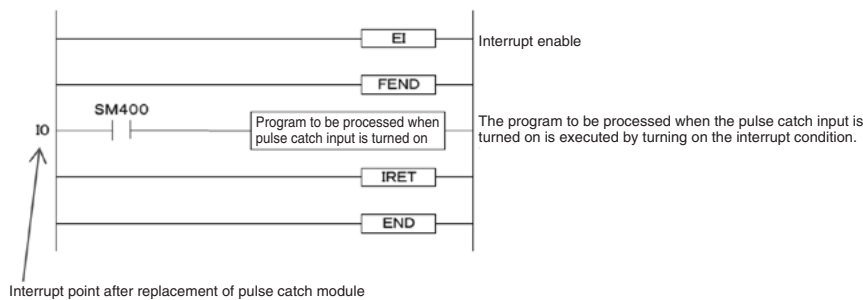 EI
Interrupt enable
FEND
SM400
I0
Program to be processed when
pulse catch input is turned on
The program to be processed when the pulse catch input is
turned on is executed by turning on the interrupt condition.
IRET
END
Interrupt point after replacement of pulse catch module